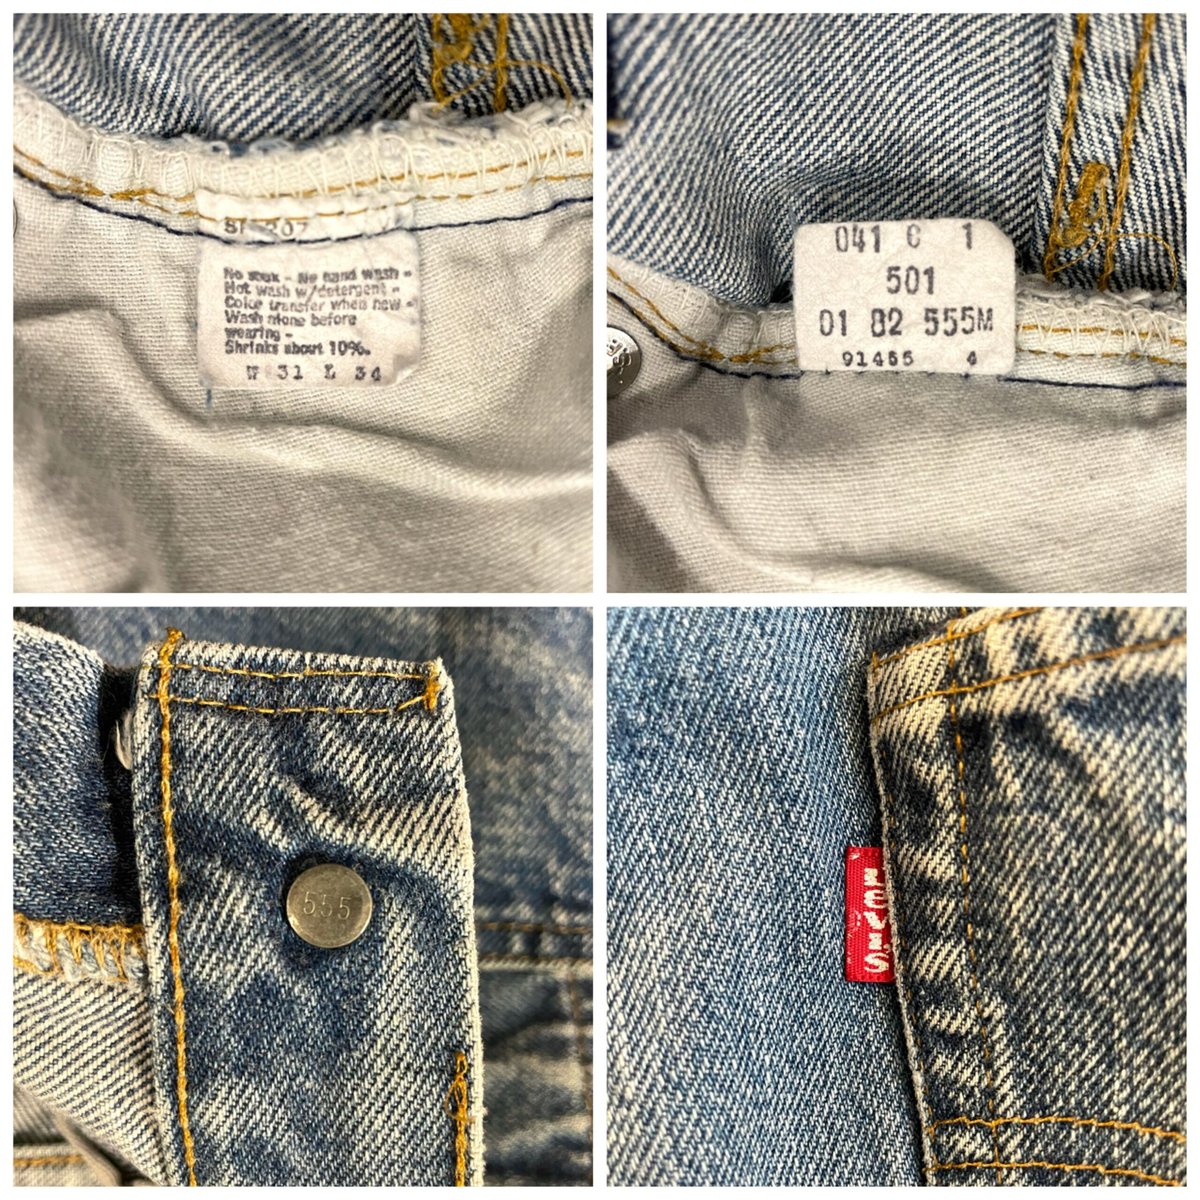 No soak - No hand wash -
Hot wash w/detergent -
Color transfer when new -
Wash alone before
wearing -
Shrinks about 10%.
W 31 L 34
041 C 1
501
01 82 555M
91465 4
555
LEVI'S